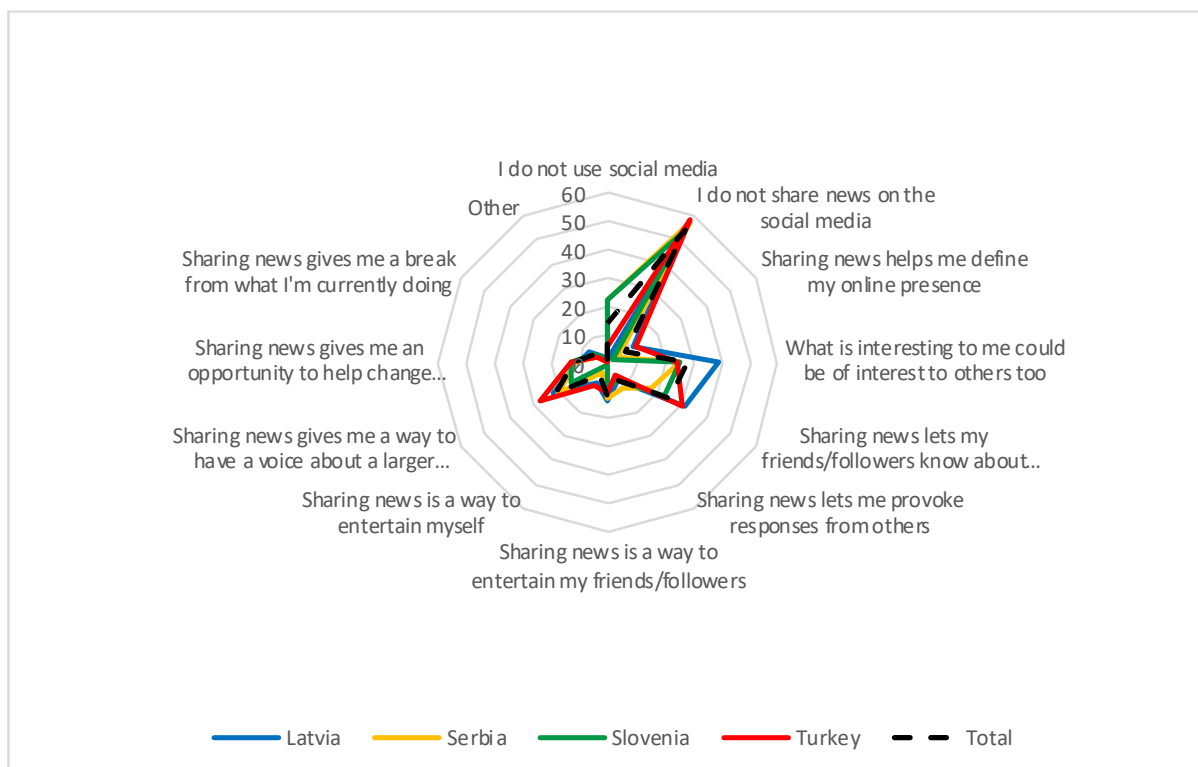 I do not use social media
I do not share news on the
social media
Sharing news helps me define
my online presence
What is interesting to me could
be of interest to others too
Sharing news lets my
friends/followers know about...
Sharing news lets me provoke
responses from others
Sharing news is a way to
entertain my friends/followers
Sharing news is a way to
entertain myself
Sharing news gives me a way to
have a voice about a larger...
Sharing news gives me an
opportunity to help change...
Sharing news gives me a break
from what I'm currently doing
Other
60
50
40
30
20
10
0
Latvia
Serbia
Slovenia
Turkey
Total